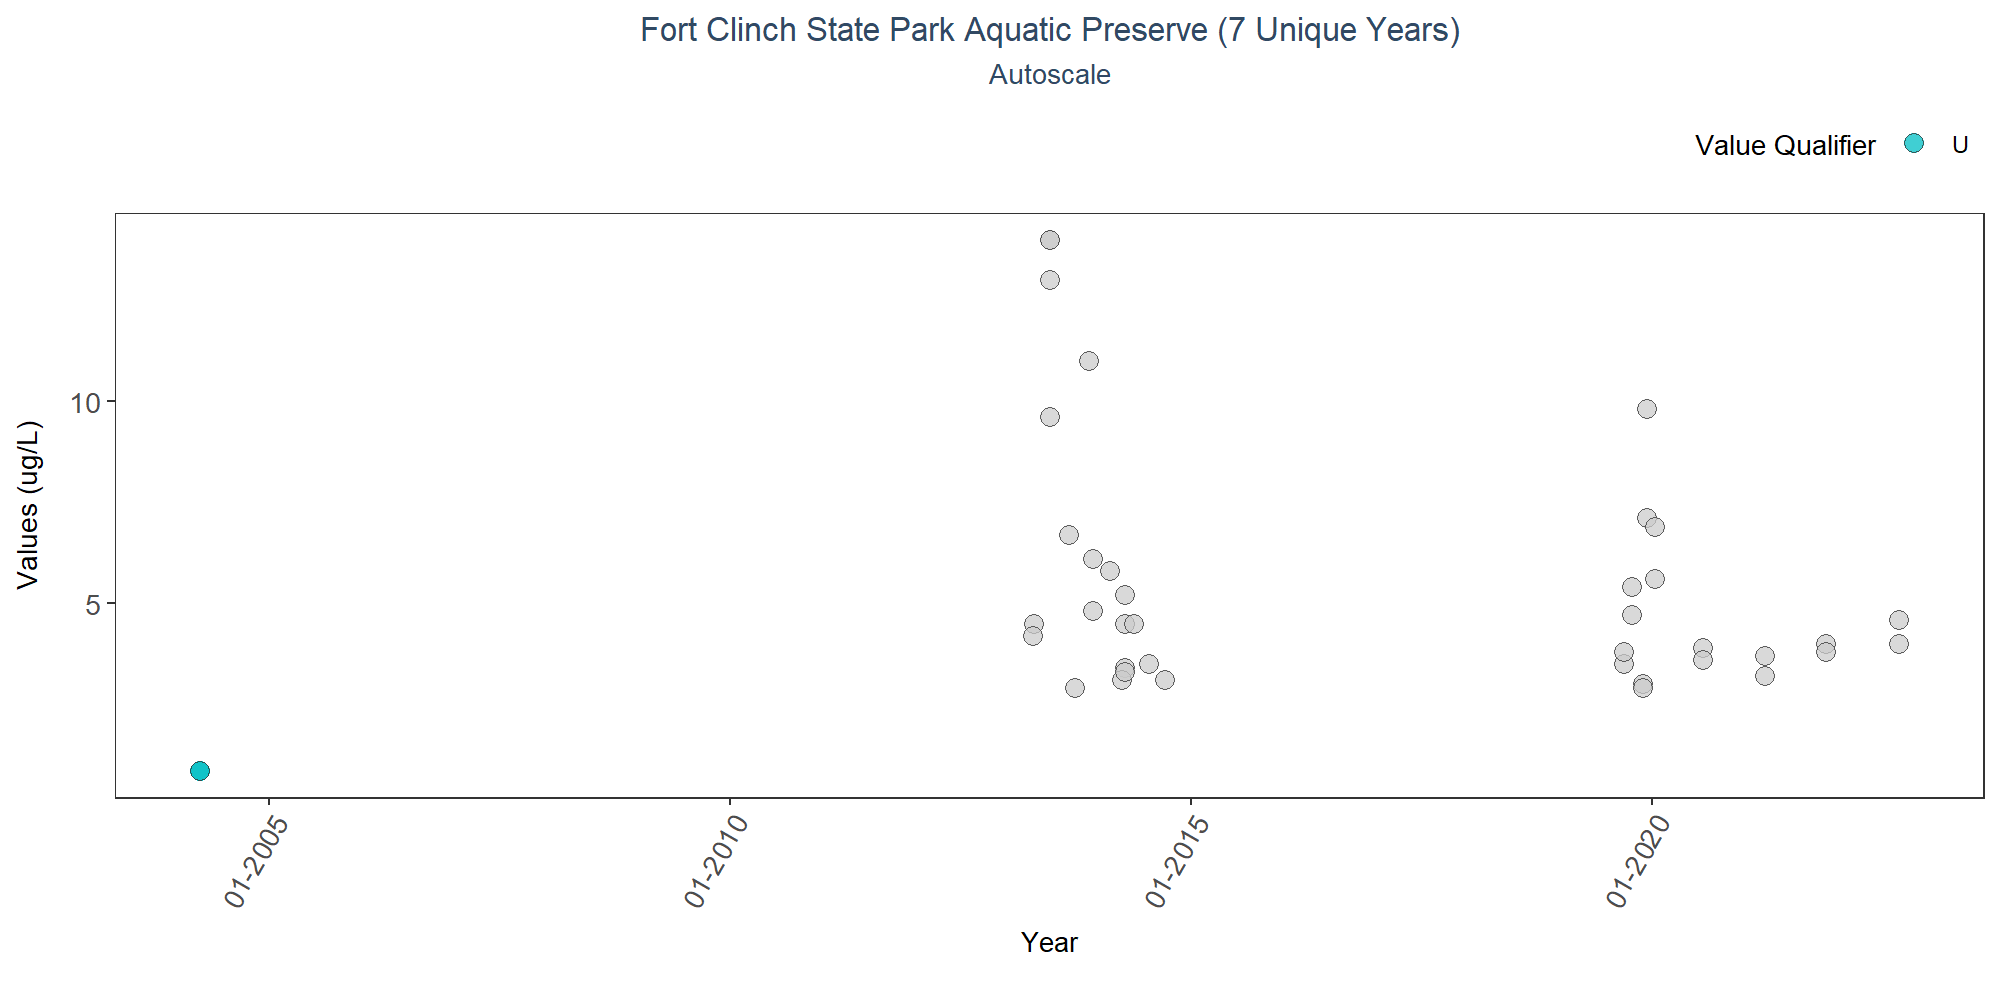 Fort Clinch State Park Aquatic Preserve (7 Unique Years)
Autoscale
Value Qualifier U
Values (ug/L)
10
5
01-2005
01-2010
01-2015
01-2020
Year